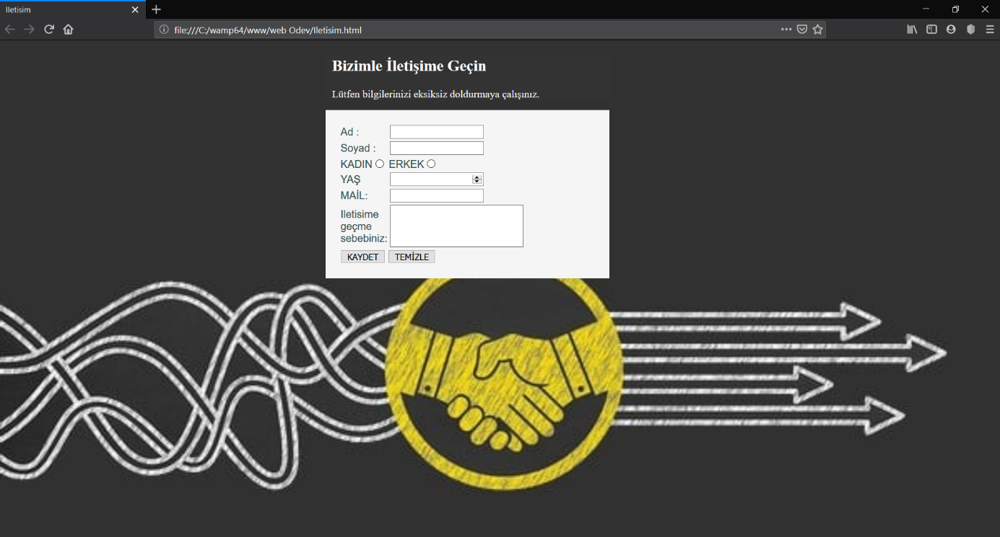 Iletisim
file:///C:/wamp64/www/web Odev/Iletisim.html
Bizimle İletişime Geçin
Lütfen bilgilerinizi eksiksiz doldurmaya çalışınız.
Ad :
Soyad :
KADIN ERKEK
YAŞ
MAİL:
Iletisime
geçme
sebebiniz:
KAYDET TEMİZLE